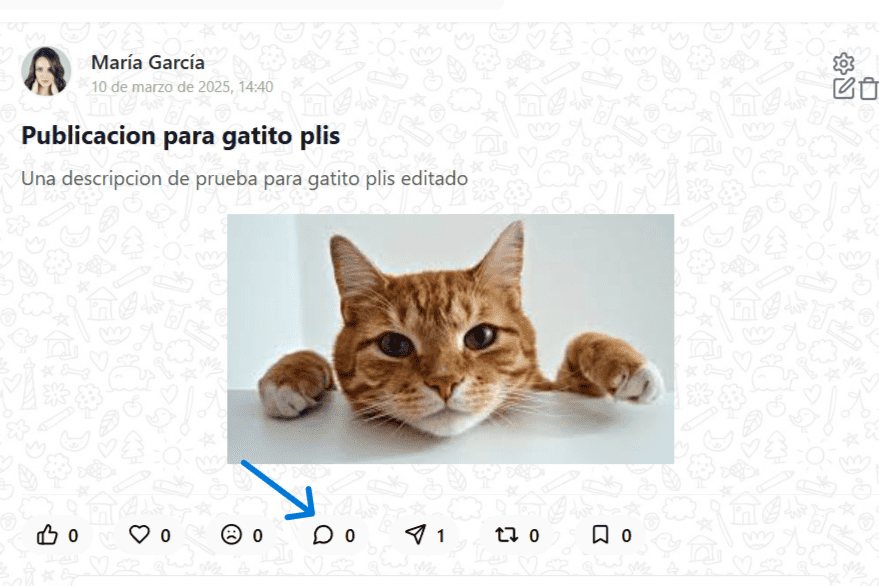 María García
10 de marzo de 2025, 14:40
Publicacion para gatito plis
Una descripcion de prueba para gatito plis editado
0 0 0 0 1 0 0